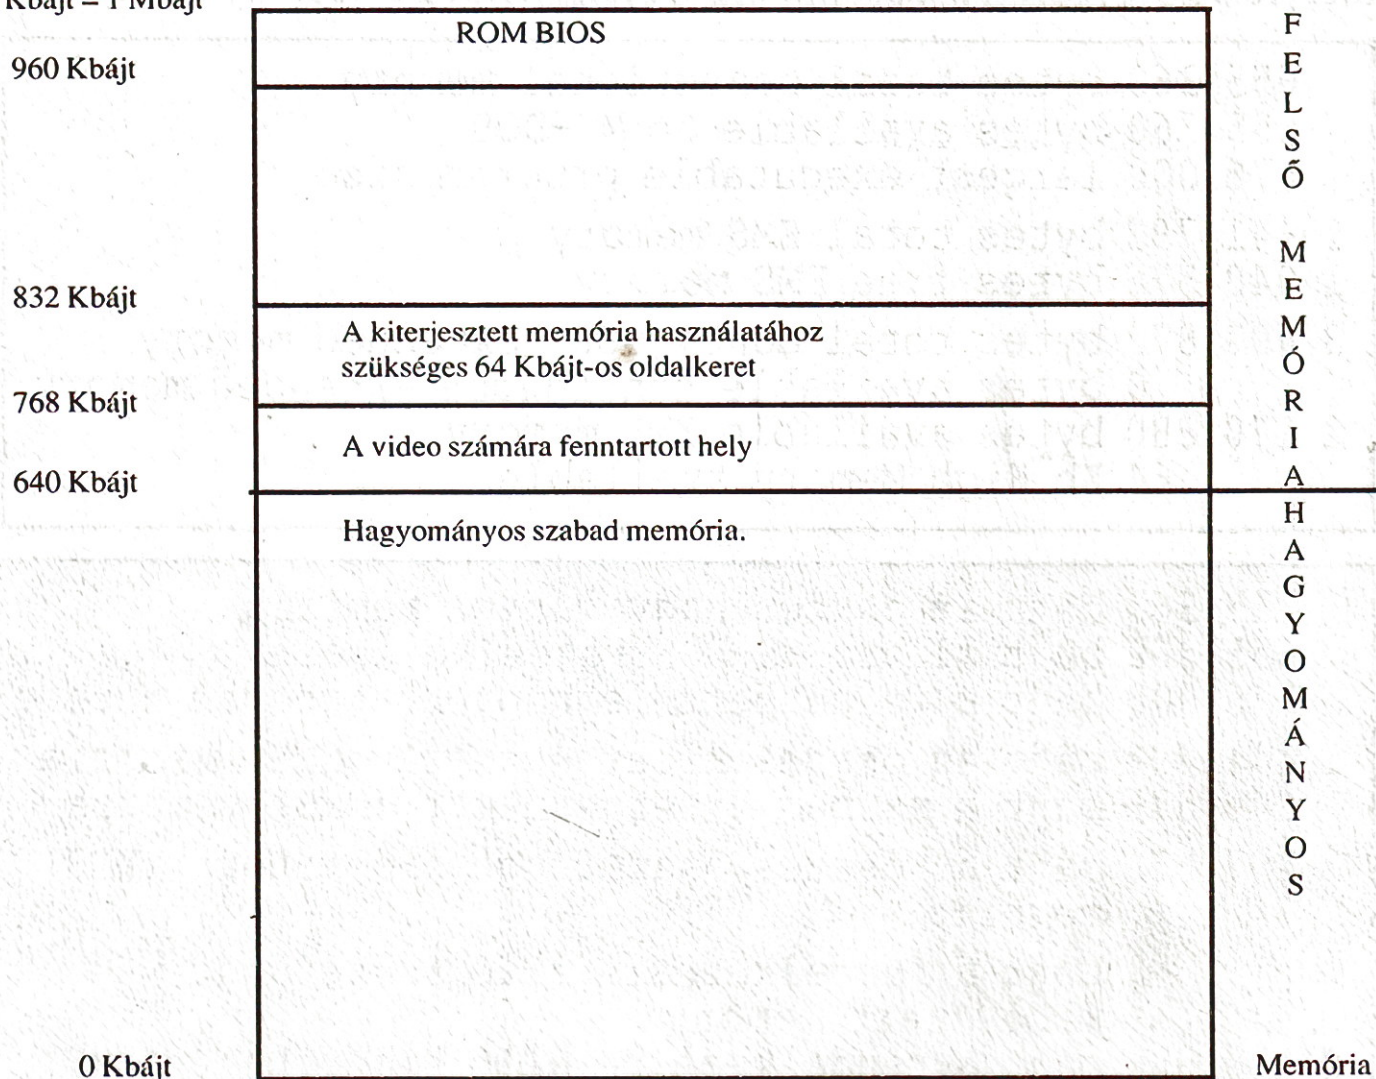 Kbájt = 1 Mbájt
ROM BIOS
960 Kbájt
832 Kbájt
A kiterjesztett memória használatához
szükséges 64 Kbájt-os oldalkeret
768 Kbájt
A video számára fenntartott hely
640 Kbájt
Hagyományos szabad memória.
0 Kbájt
FELSŐ MEMÓRIA
HAGYOMÁNYOS
Memória